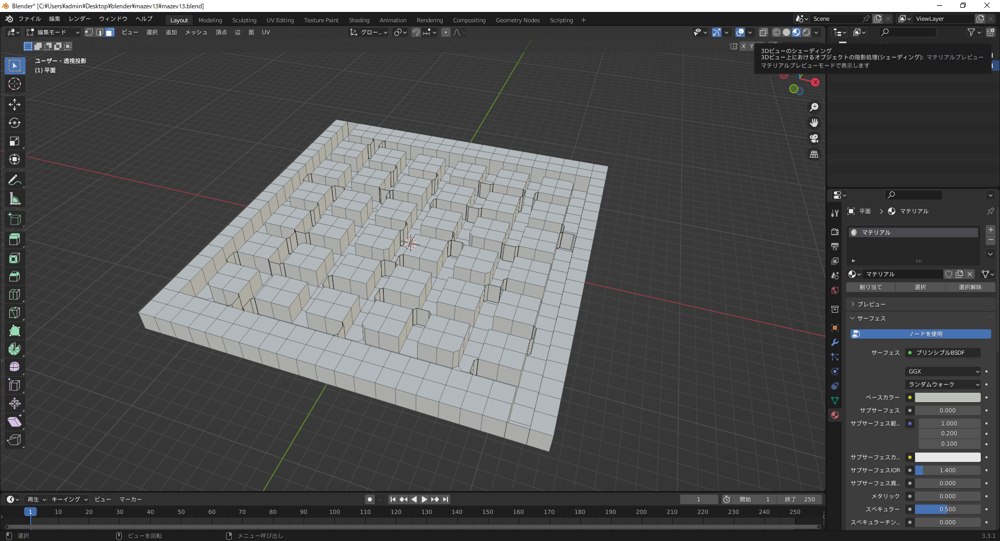 Blender* [C:¥Users¥admin¥Desktop¥blender¥mazev13¥mazev13.blend]
ファイル 編集 レンダー ウィンドウ ヘルプ Layout Modeling Sculpting UV Editing Texture Paint Shading Animation Rendering Compositing Geometry Nodes Scripting + Scene ViewLayer
編集モード ビュー 選択 追加 メッシュ 頂点 辺 面 UV グロー...
X Y
ユーザー・透視投影
(1) 平面
3Dビューのシェーディング
3Dビュー上におけるオブジェクトの陰影処理(シェーディング): マテリアルプレビュー
マテリアルプレビューモードで表示します
X
平面 マテリアル
マテリアル
マテリアル
割り当て 選択 選択解除
プレビュー
サーフェス
ノードを使用
サーフェス プリンシプルBSDF
GGX
ランダムウォーク
ベースカラー
サブサーフェス 0.000
サブサーフェス範... 1.000
0.200
0.100
サブサーフェスカ...
サブサーフェスIOR 1.400
サブサーフェス異... 0.000
メタリック 0.000
スペキュラー 0.500
スペキュラーチン... 0.000
再生 キーイング ビュー マーカー 1 開始 1 終了 250
1 10 20 30 40 50 60 70 80 90 100 110 120 130 140 150 160 170 180 190 200 210 220 230 240 250
選択 ビューを回転 メニュー呼び出し 3.3.1